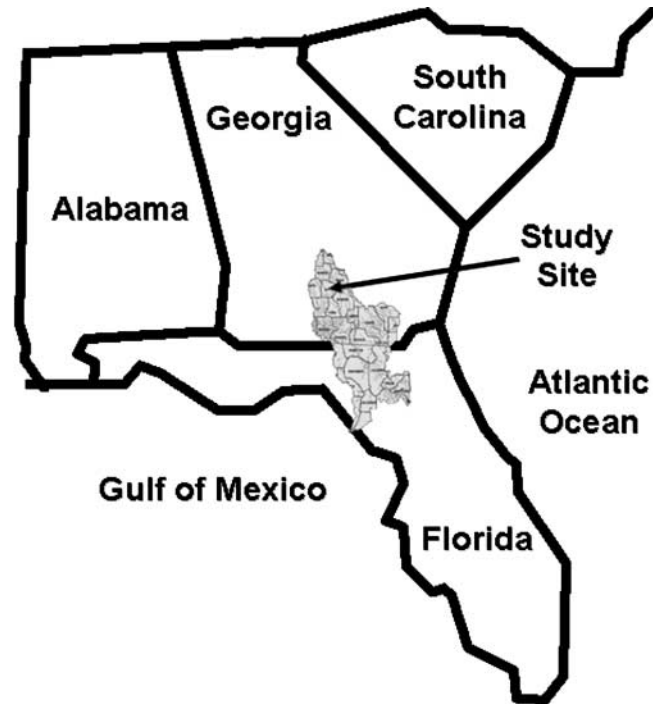 South
Carolina
Georgia
Alabama
Study
Site
Atlantic
Ocean
Gulf of Mexico
Florida